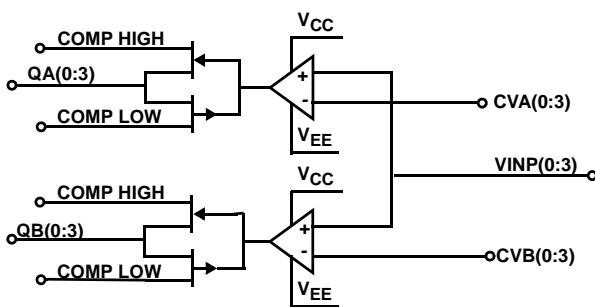 VCC
COMP HIGH
QA(0:3)
+
-
CVA(0:3)
COMP LOW
VEE
VINP(0:3)
VCC
COMP HIGH
QB(0:3)
+
-
CVB(0:3)
COMP LOW
VEE